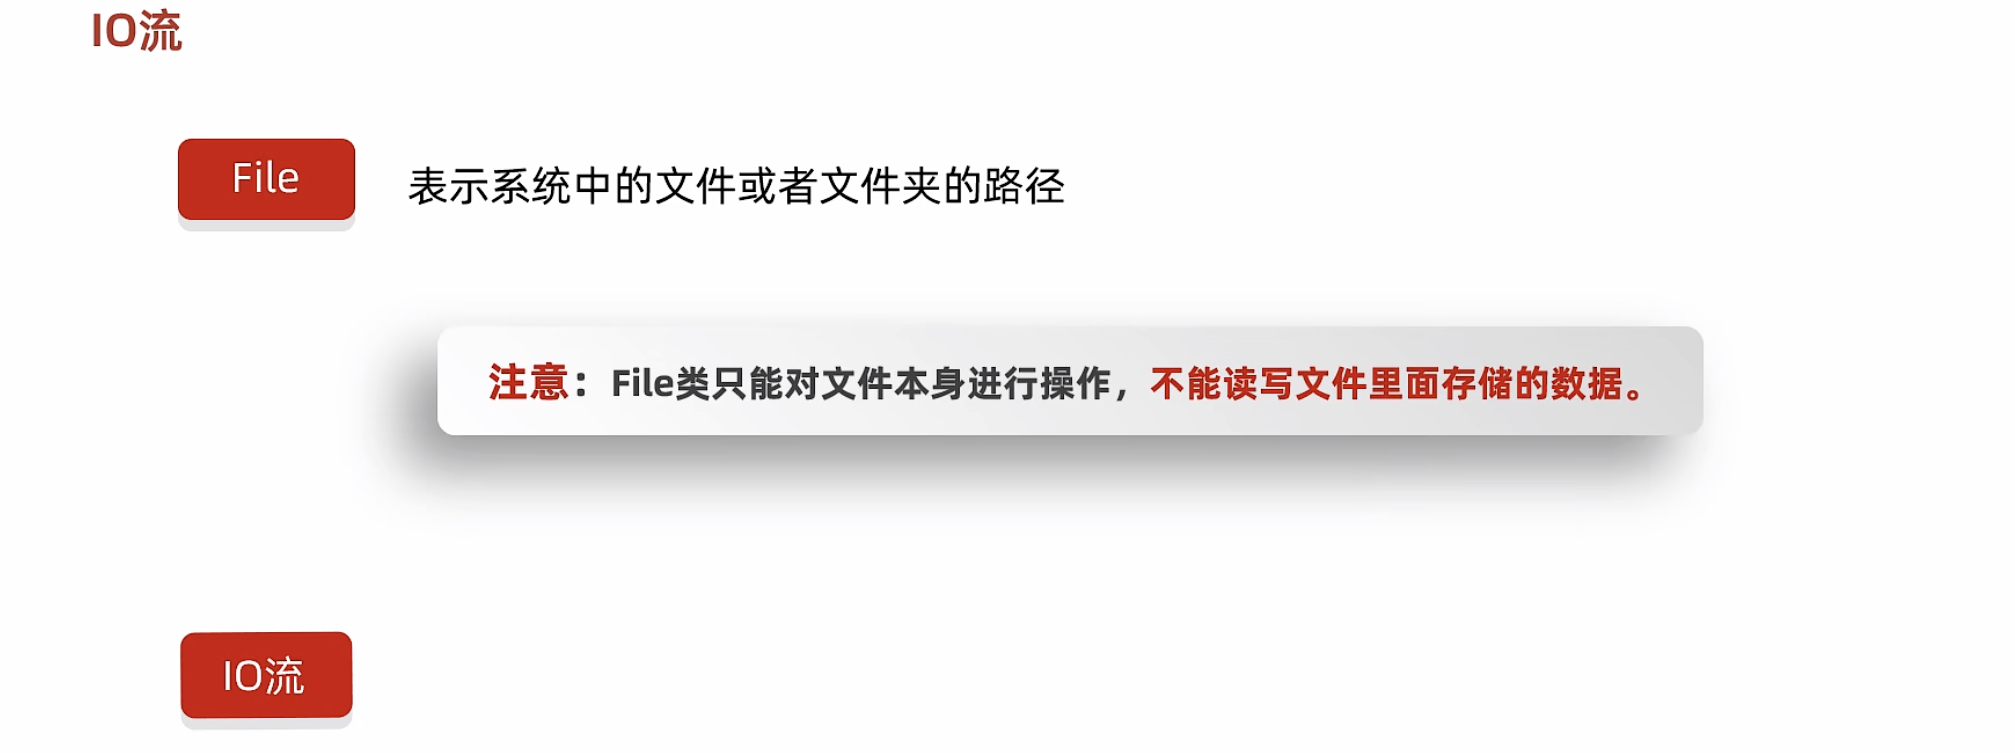 IO流
File
表示系统中的文件或者文件夹的路径
注意：File类只能对文件本身进行操作，不能读写文件里面存储的数据。
IO流